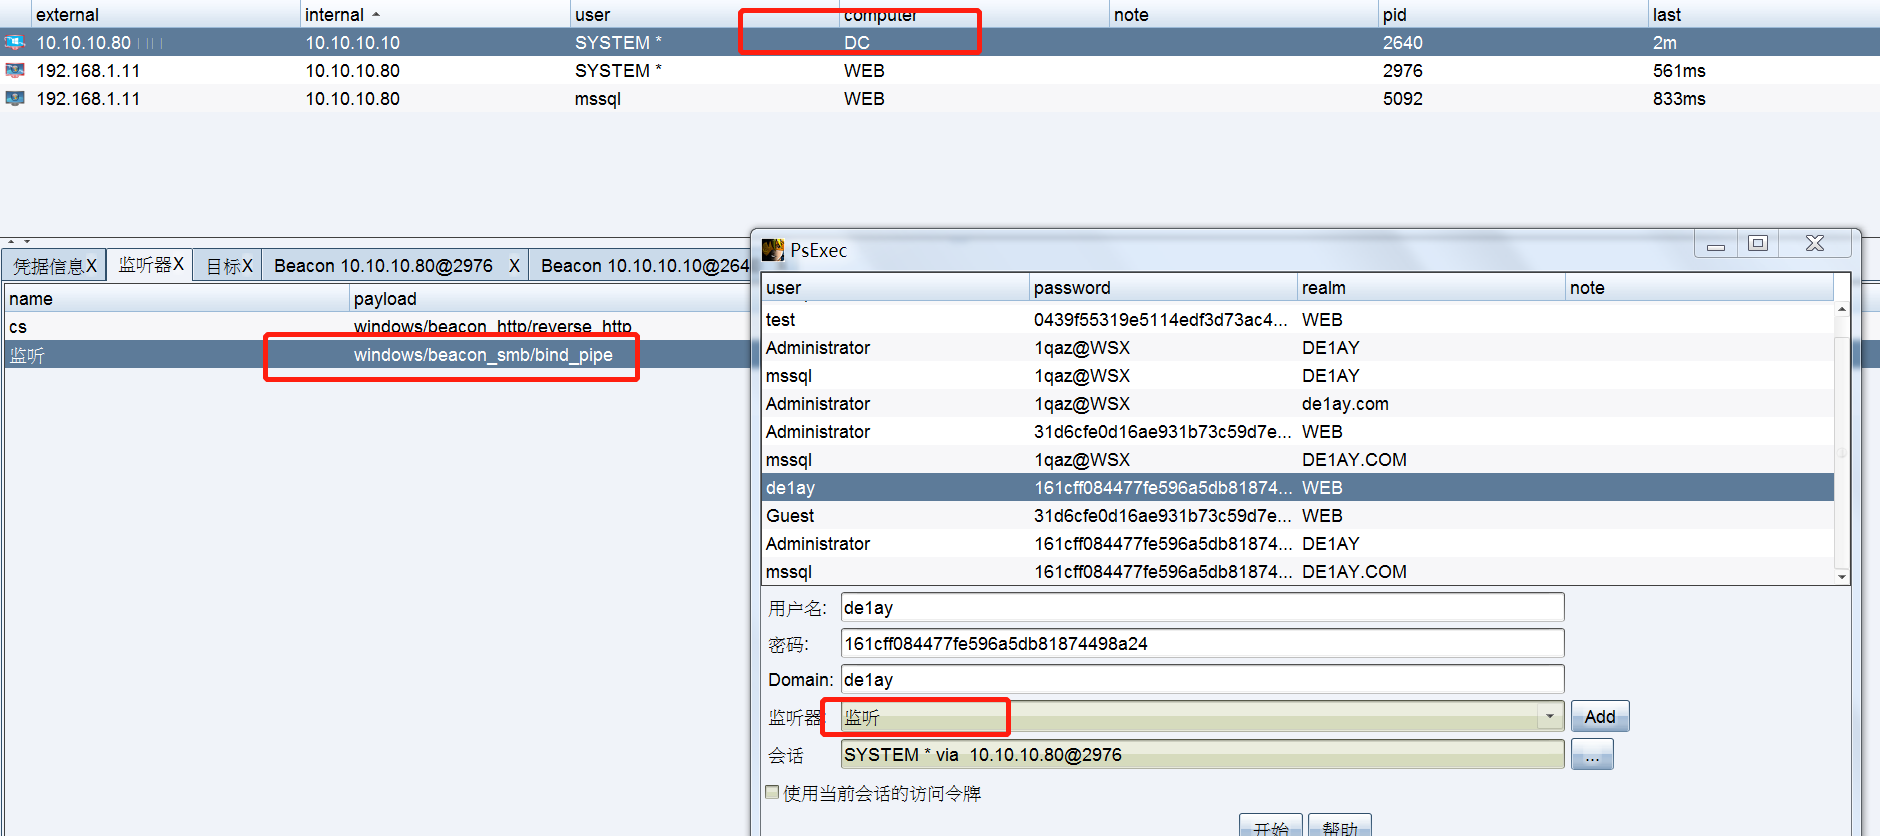 external internal user computer note pid last
10.10.10.80 10.10.10.10 SYSTEM * DC 2640 2m
192.168.1.11 10.10.10.80 SYSTEM * WEB 2976 561ms
192.168.1.11 10.10.10.80 mssql WEB 5092 833ms
凭据信息X 监听器X 目标X Beacon 10.10.10.80@2976 X Beacon 10.10.10.10@264
name payload
cs windows/beacon_http/reverse_http
监听 windows/beacon_smb/bind_pipe
PsExec
user password realm note
test 0439f55319e5114edf3d73ac4... WEB
Administrator 1qaz@WSX DE1AY
mssql 1qaz@WSX DE1AY
Administrator 1qaz@WSX de1ay.com
Administrator 31d6cfe0d16ae931b73c59d7e... WEB
mssql 1qaz@WSX DE1AY.COM
de1ay 161cff084477fe596a5db81874... WEB
Guest 31d6cfe0d16ae931b73c59d7e... WEB
Administrator 161cff084477fe596a5db81874... DE1AY
mssql 161cff084477fe596a5db81874... DE1AY.COM
用户名: de1ay
密码: 161cff084477fe596a5db81874498a24
Domain: de1ay
监听器: 监听 Add
会话 SYSTEM * via 10.10.10.80@2976 ...
使用当前会话的访问令牌
开始 帮助